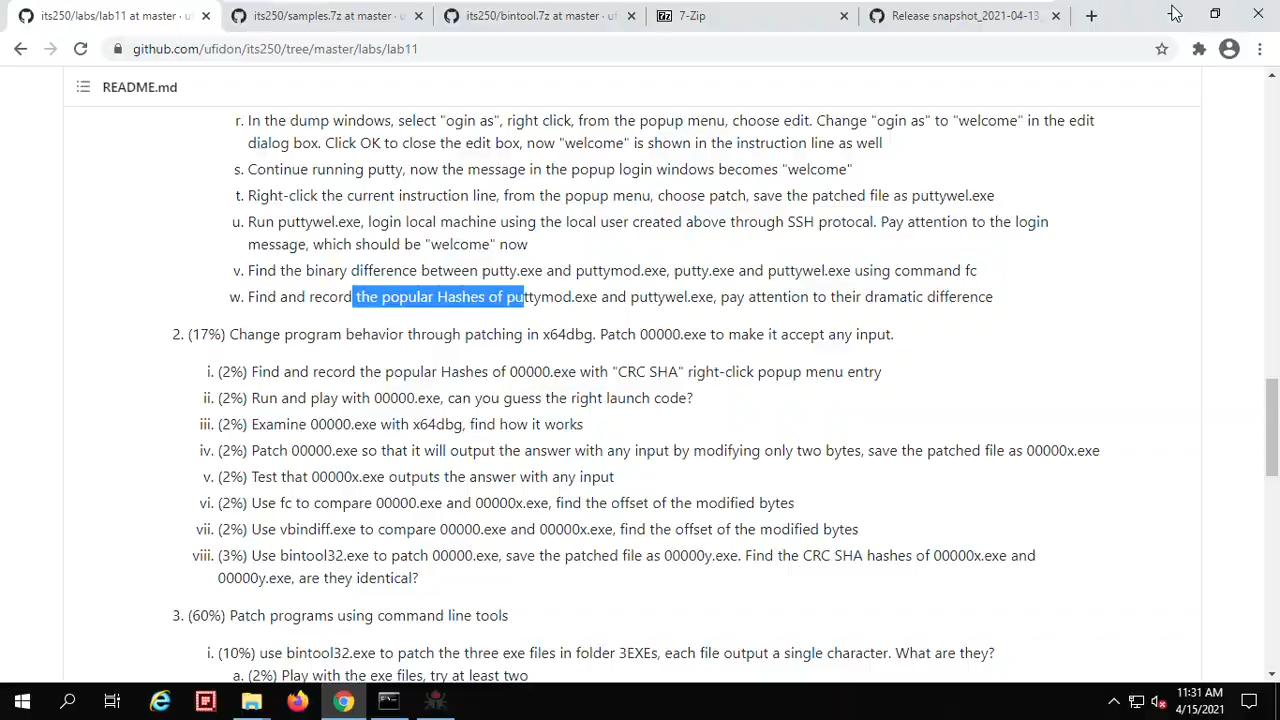 its250/labs/lab11 at master · u
its250/samples.7z at master · u
its250/bintool.7z at master · uf
7z
7-Zip
Release snapshot_2021-04-13_
github.com/ufidon/its250/tree/master/labs/lab11
README.md
r. In the dump windows, select "ogin as", right click, from the popup menu, choose edit. Change "ogin as" to "welcome" in the edit
dialog box. Click OK to close the edit box, now "welcome" is shown in the instruction line as well
s. Continue running putty, now the message in the popup login windows becomes "welcome"
t. Right-click the current instruction line, from the popup menu, choose patch, save the patched file as puttywel.exe
u. Run puttywel.exe, login local machine using the local user created above through SSH protocal. Pay attention to the login
message, which should be "welcome" now
v. Find the binary difference between putty.exe and puttymod.exe, putty.exe and puttywel.exe using command fc
w. Find and record the popular Hashes of puttymod.exe and puttywel.exe, pay attention to their dramatic difference
2. (17%) Change program behavior through patching in x64dbg. Patch 00000.exe to make it accept any input.
i. (2%) Find and record the popular Hashes of 00000.exe with "CRC SHA" right-click popup menu entry
ii. (2%) Run and play with 00000.exe, can you guess the right launch code?
iii. (2%) Examine 00000.exe with x64dbg, find how it works
iv. (2%) Patch 00000.exe so that it will output the answer with any input by modifying only two bytes, save the patched file as 00000x.exe
v. (2%) Test that 00000x.exe outputs the answer with any input
vi. (2%) Use fc to compare 00000.exe and 00000x.exe, find the offset of the modified bytes
vii. (2%) Use vbindiff.exe to compare 00000.exe and 00000x.exe, find the offset of the modified bytes
viii. (3%) Use bintool32.exe to patch 00000.exe, save the patched file as 00000y.exe. Find the CRC SHA hashes of 00000x.exe and
00000y.exe, are they identical?
3. (60%) Patch programs using command line tools
i. (10%) use bintool32.exe to patch the three exe files in folder 3EXEs, each file output a single character. What are they?
a. (2%) Play with the exe files, try at least two
11:31 AM
4/15/2021